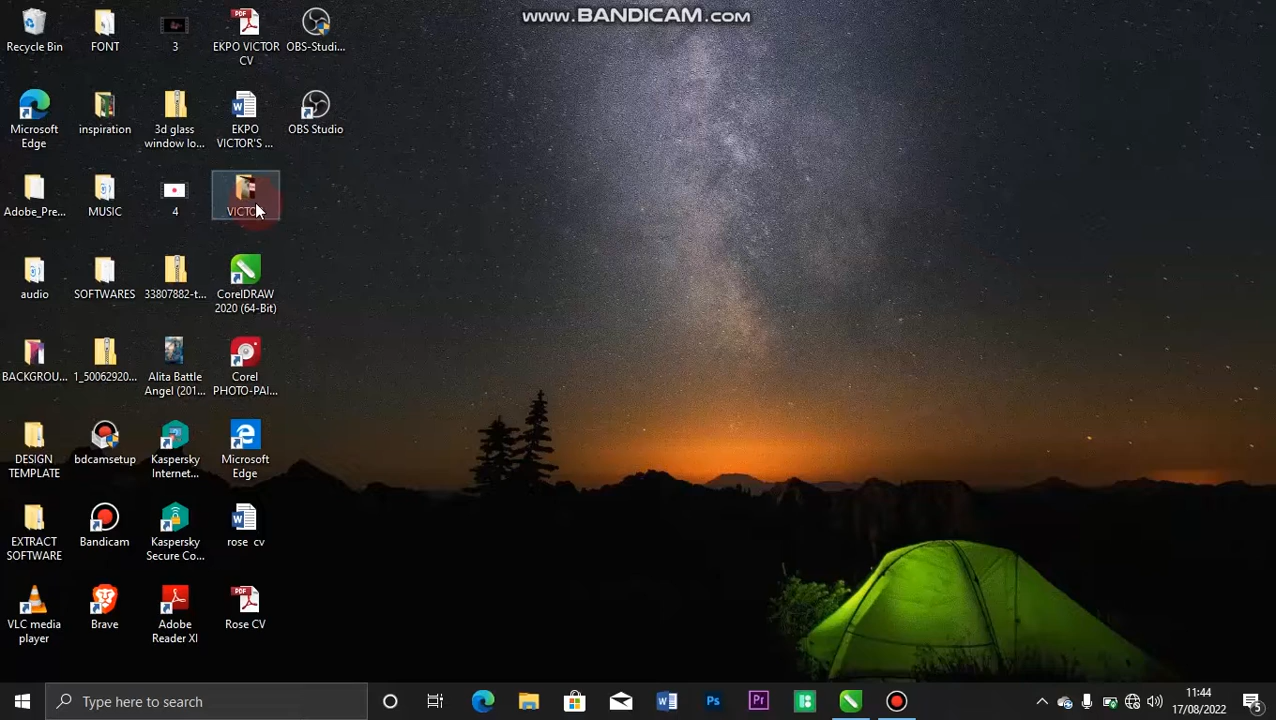 www.BANDICAM.com
Recycle Bin
FONT
3
EKPO VICTOR
CV
OBS-Studi...
Microsoft
Edge
inspiration
3d glass
window lo...
EKPO
VICTOR'S ...
OBS Studio
Adobe_Pre...
MUSIC
4
audio
SOFTWARES
33807882-t...
CorelDRAW
2020 (64-Bit)
BACKGROU...
1_50062920...
Alita Battle
Angel (201...
Corel
PHOTO-PAI...
DESIGN
TEMPLATE
bdcamsetup
Kaspersky
Internet...
Microsoft
Edge
EXTRACT
SOFTWARE
Bandicam
Kaspersky
Secure Co...
rose cv
VLC media
player
Brave
Adobe
Reader XI
Rose CV
Type here to search
11:44
17/08/2022
5